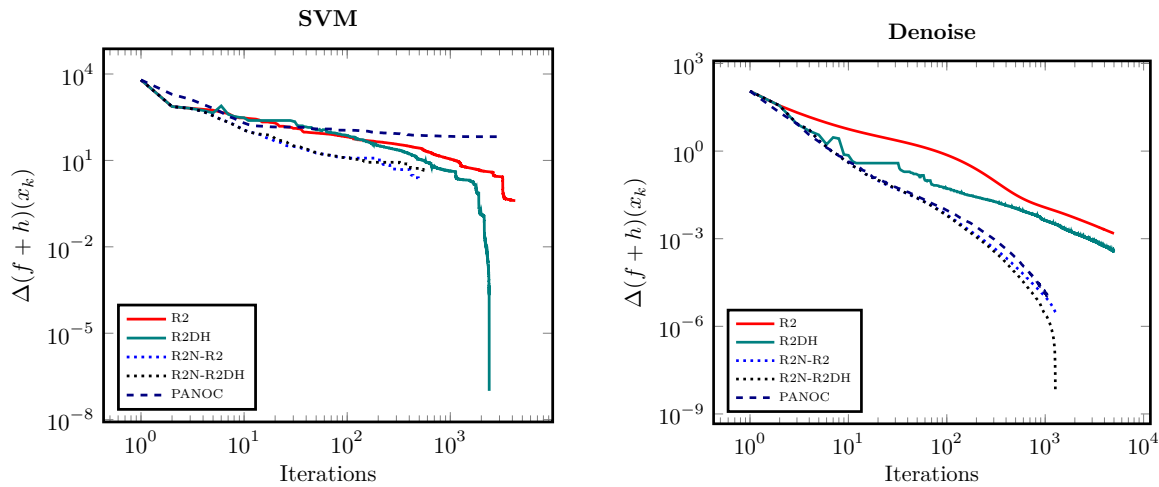 SVM
Δ(f + h)(x_k)
10^4
10^1
10^−2
10^−5
10^−8
R2
R2DH
R2N-R2
R2N-R2DH
PANOC
10^0
10^1
10^2
10^3
Iterations
Denoise
Δ(f + h)(x_k)
10^3
10^0
10^−3
10^−6
10^−9
R2
R2DH
R2N-R2
R2N-R2DH
PANOC
10^0
10^1
10^2
10^3
10^4
Iterations